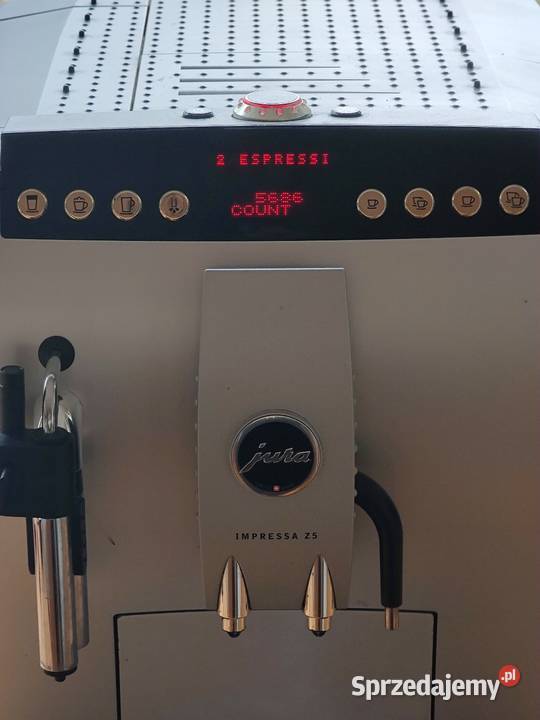 2 ESPRESSI
5686
COUNT
jura
IMPRESSA Z5
Sprzedajemy.pl